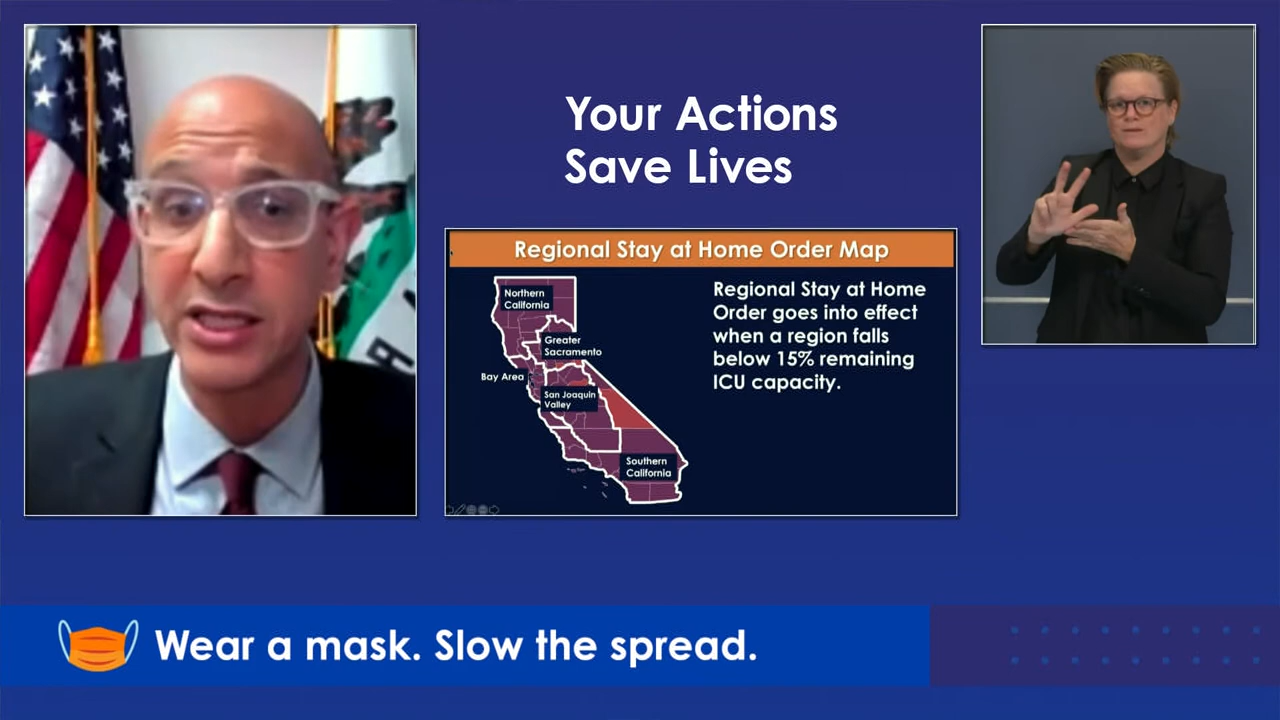 Your Actions
Save Lives
Regional Stay at Home Order Map
Northern
California
Greater
Sacramento
Bay Area
San Joaquin
Valley
Southern
California
Regional Stay at Home
Order goes into effect
when a region falls
below 15% remaining
ICU capacity.
Wear a mask. Slow the spread.